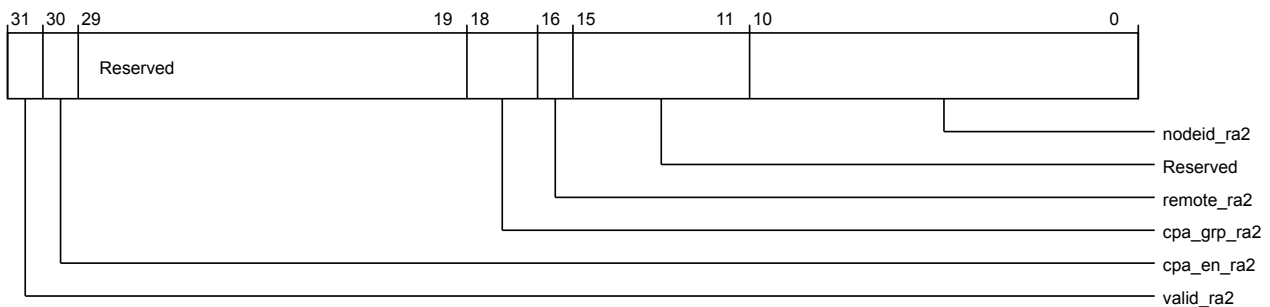 31 30 29 19 18 16 15 11 10 0
Reserved
nodeid_ra2
Reserved
remote_ra2
cpa_grp_ra2
cpa_en_ra2
valid_ra2